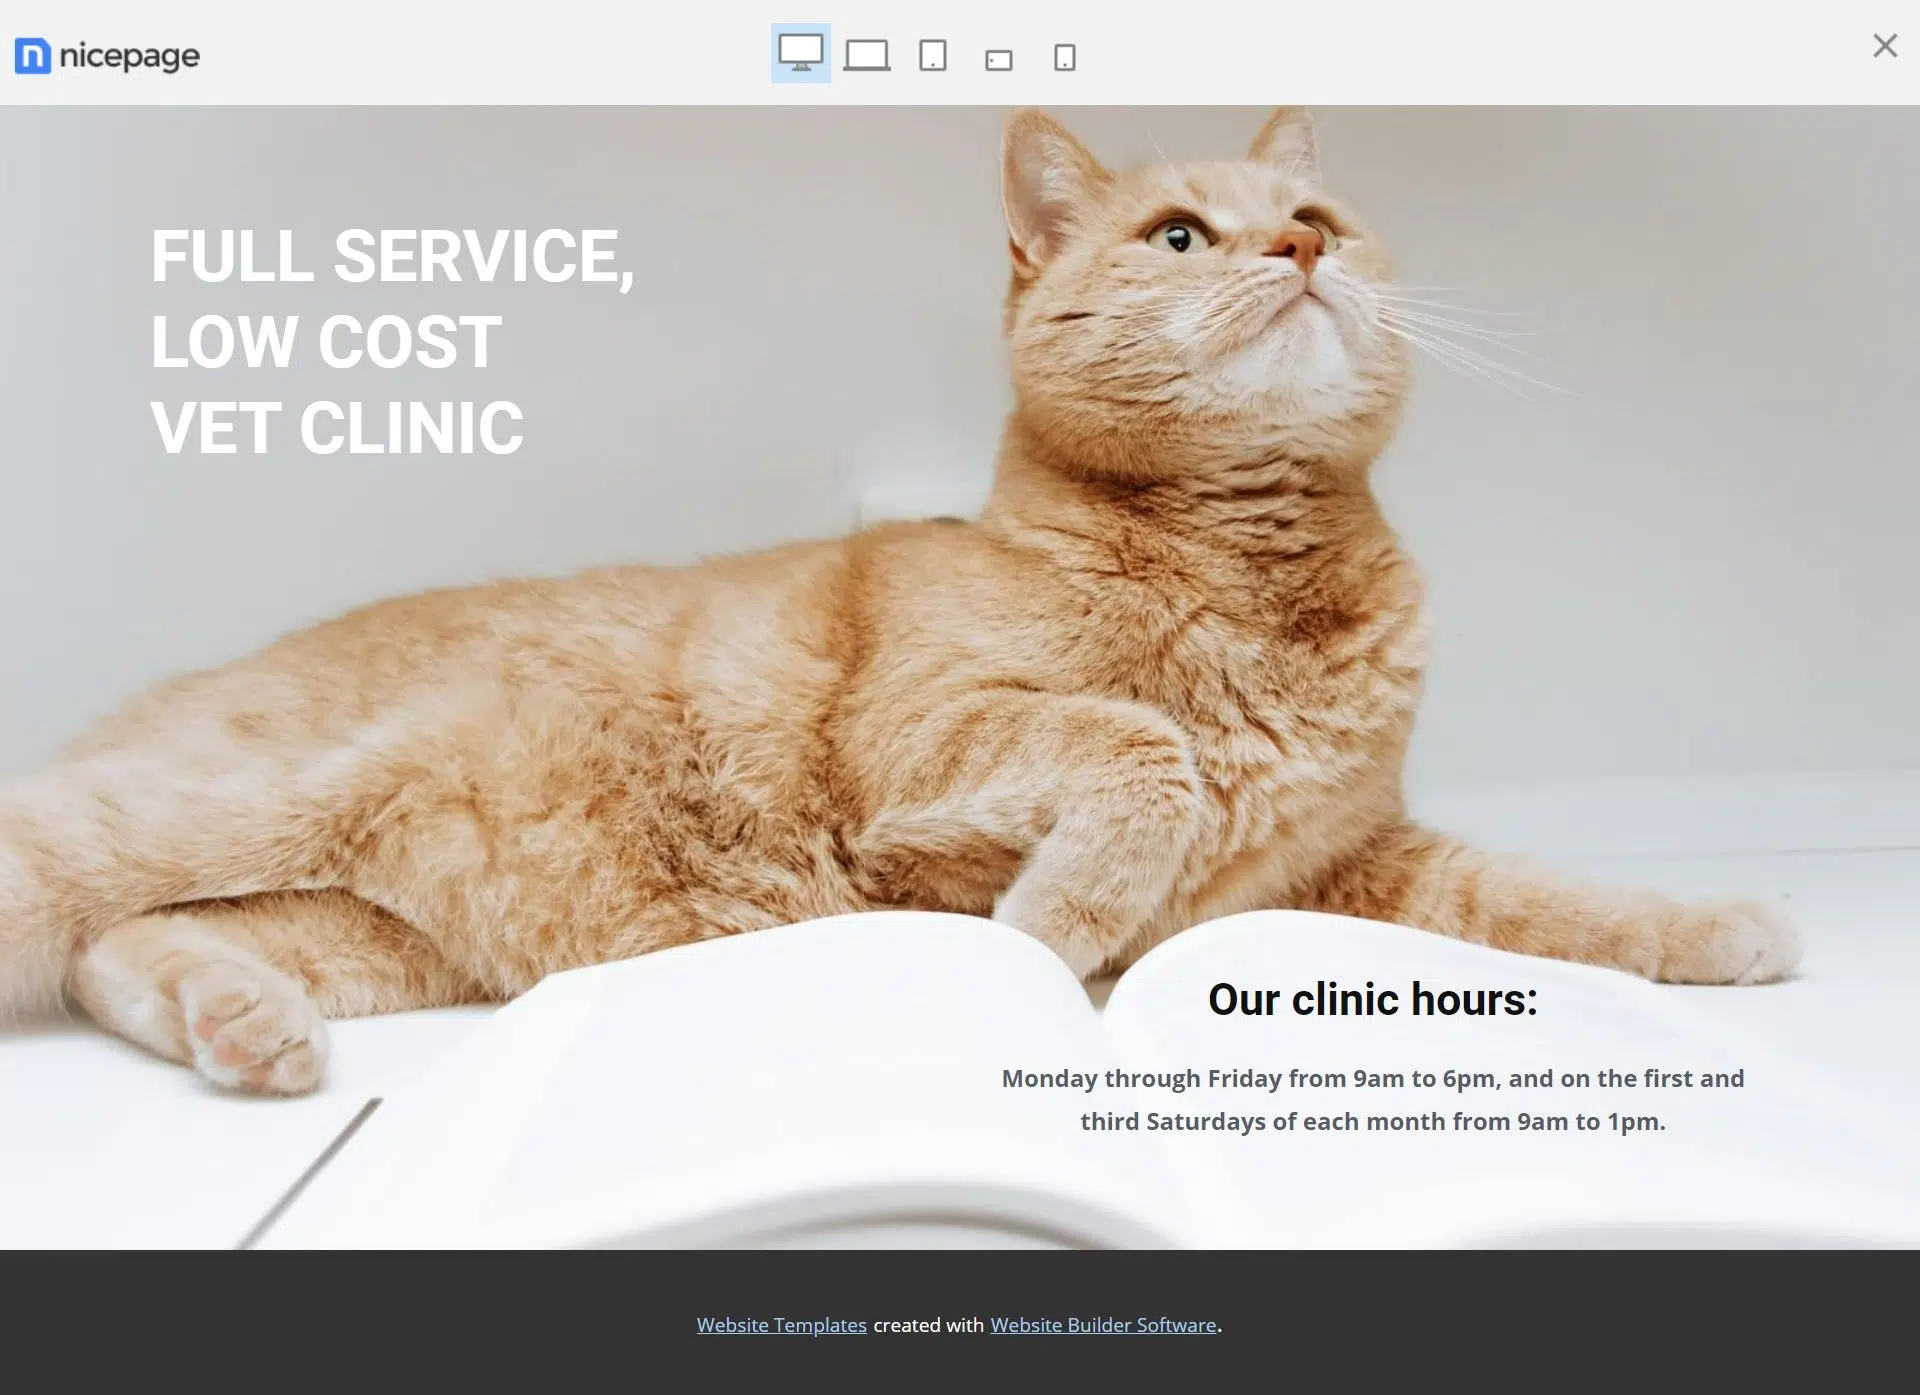 nicepage
FULL SERVICE,
LOW COST
VET CLINIC
Our clinic hours:
Monday through Friday from 9am to 6pm, and on the first and
third Saturdays of each month from 9am to 1pm.
Website Templates created with Website Builder Software.